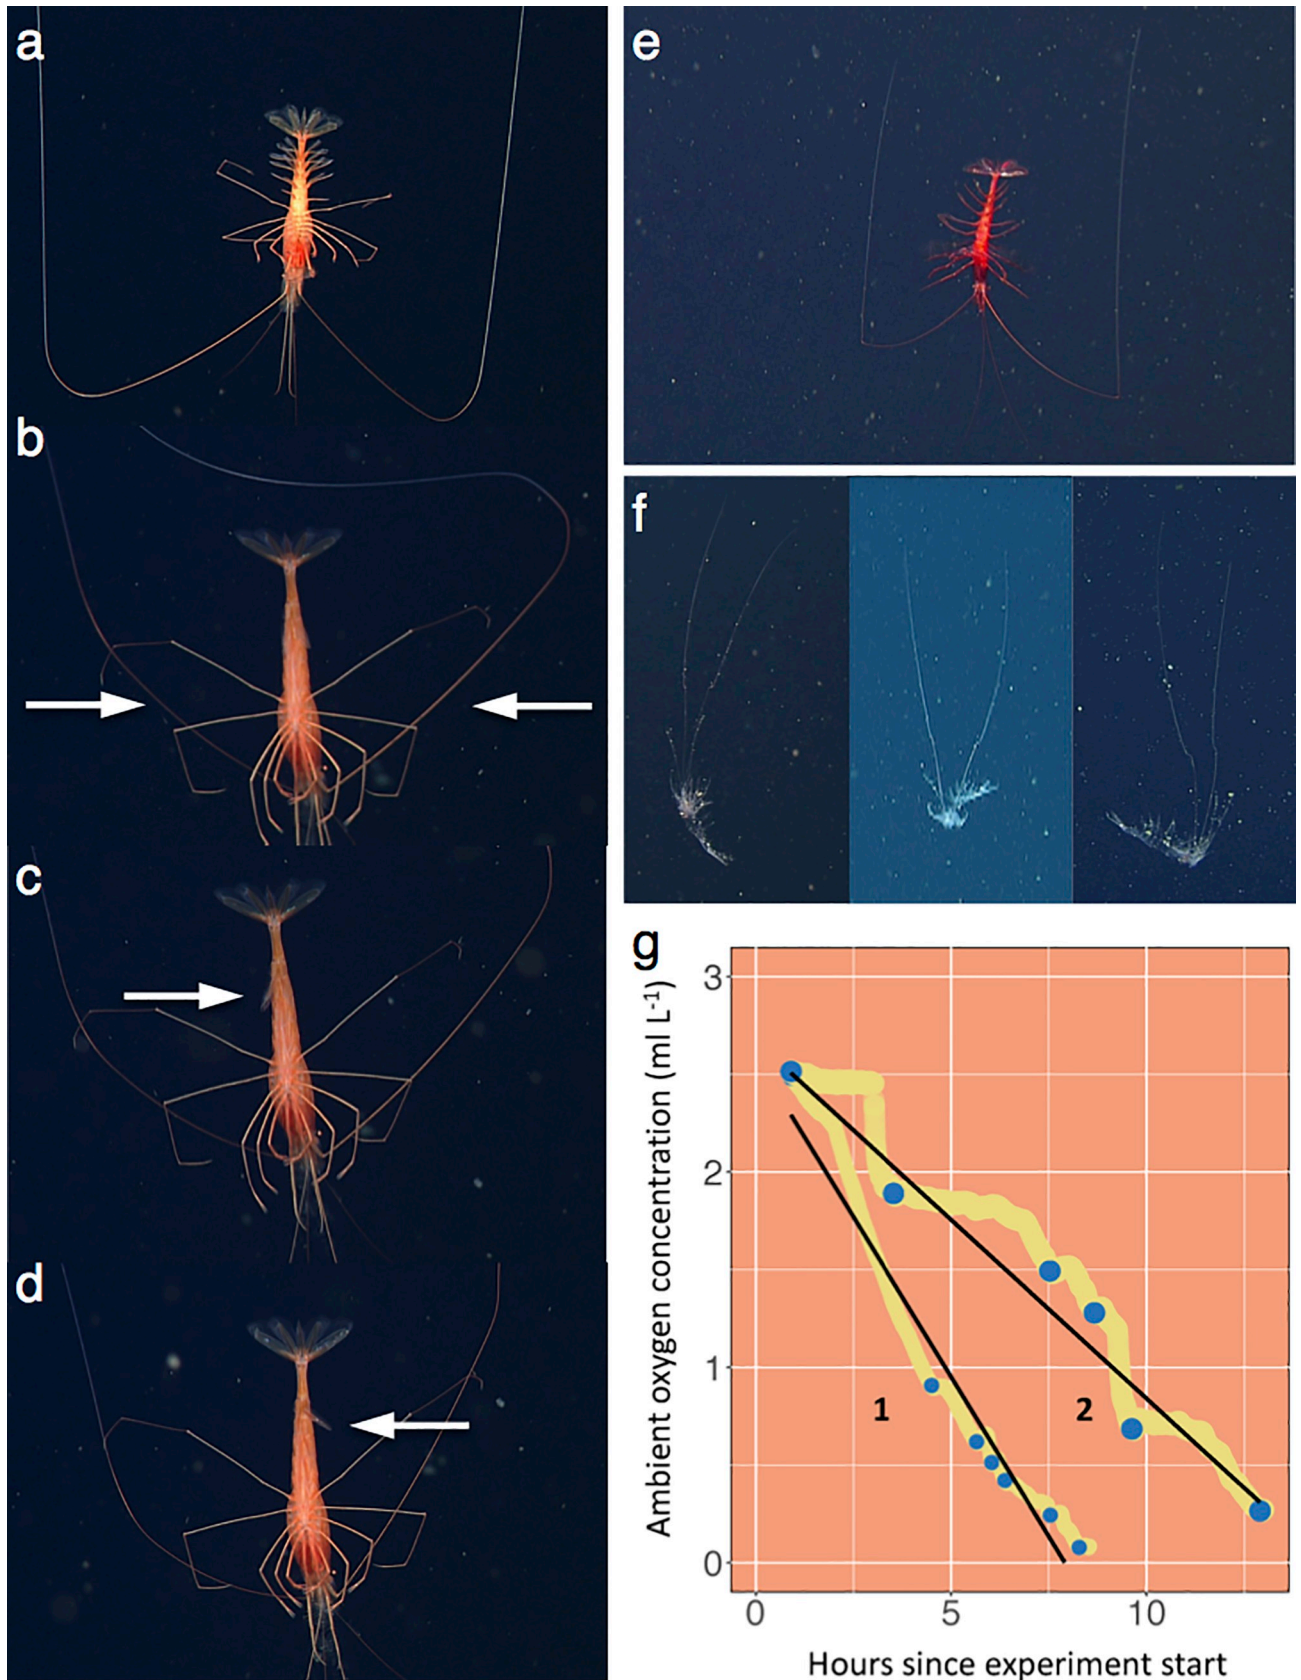 a
b
c
d
e
f
g
Ambient oxygen concentration (ml L⁻¹)
3
2
1
0
1
2
0
5
10
Hours since experiment start